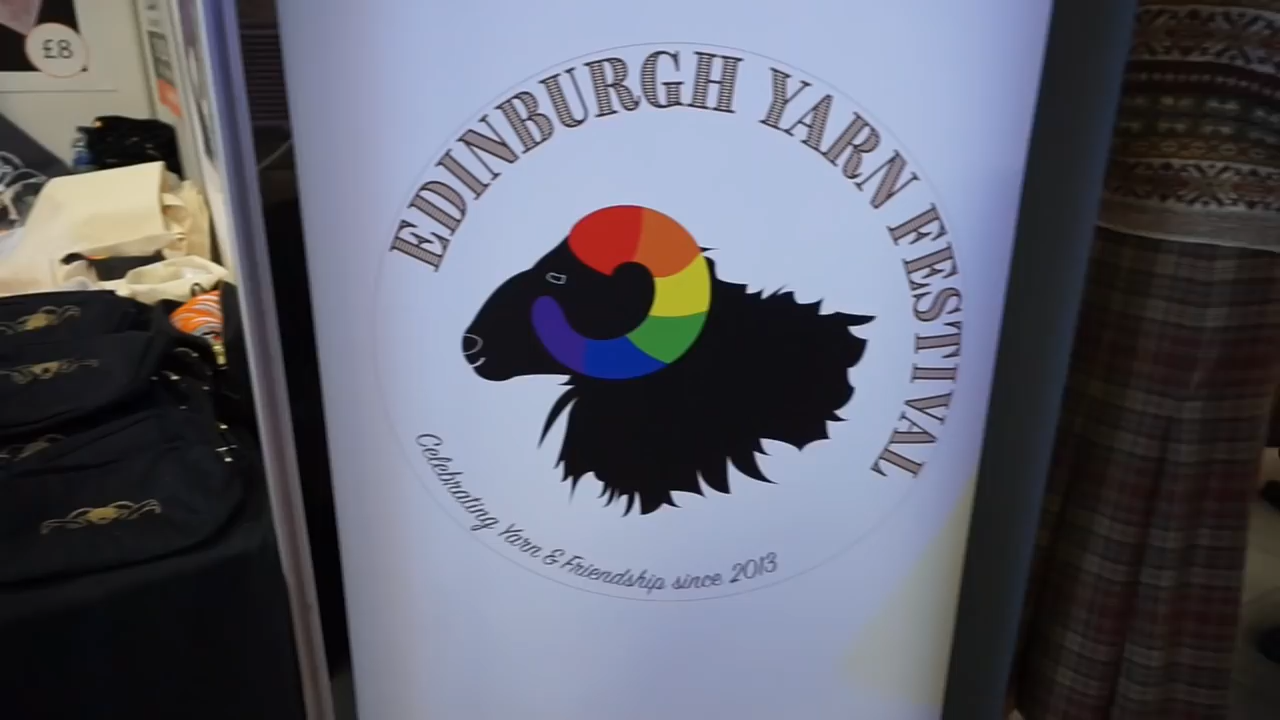 £8
EDINBURGH YARN FESTIVAL
Celebrating Yarn & Friendship since 2013